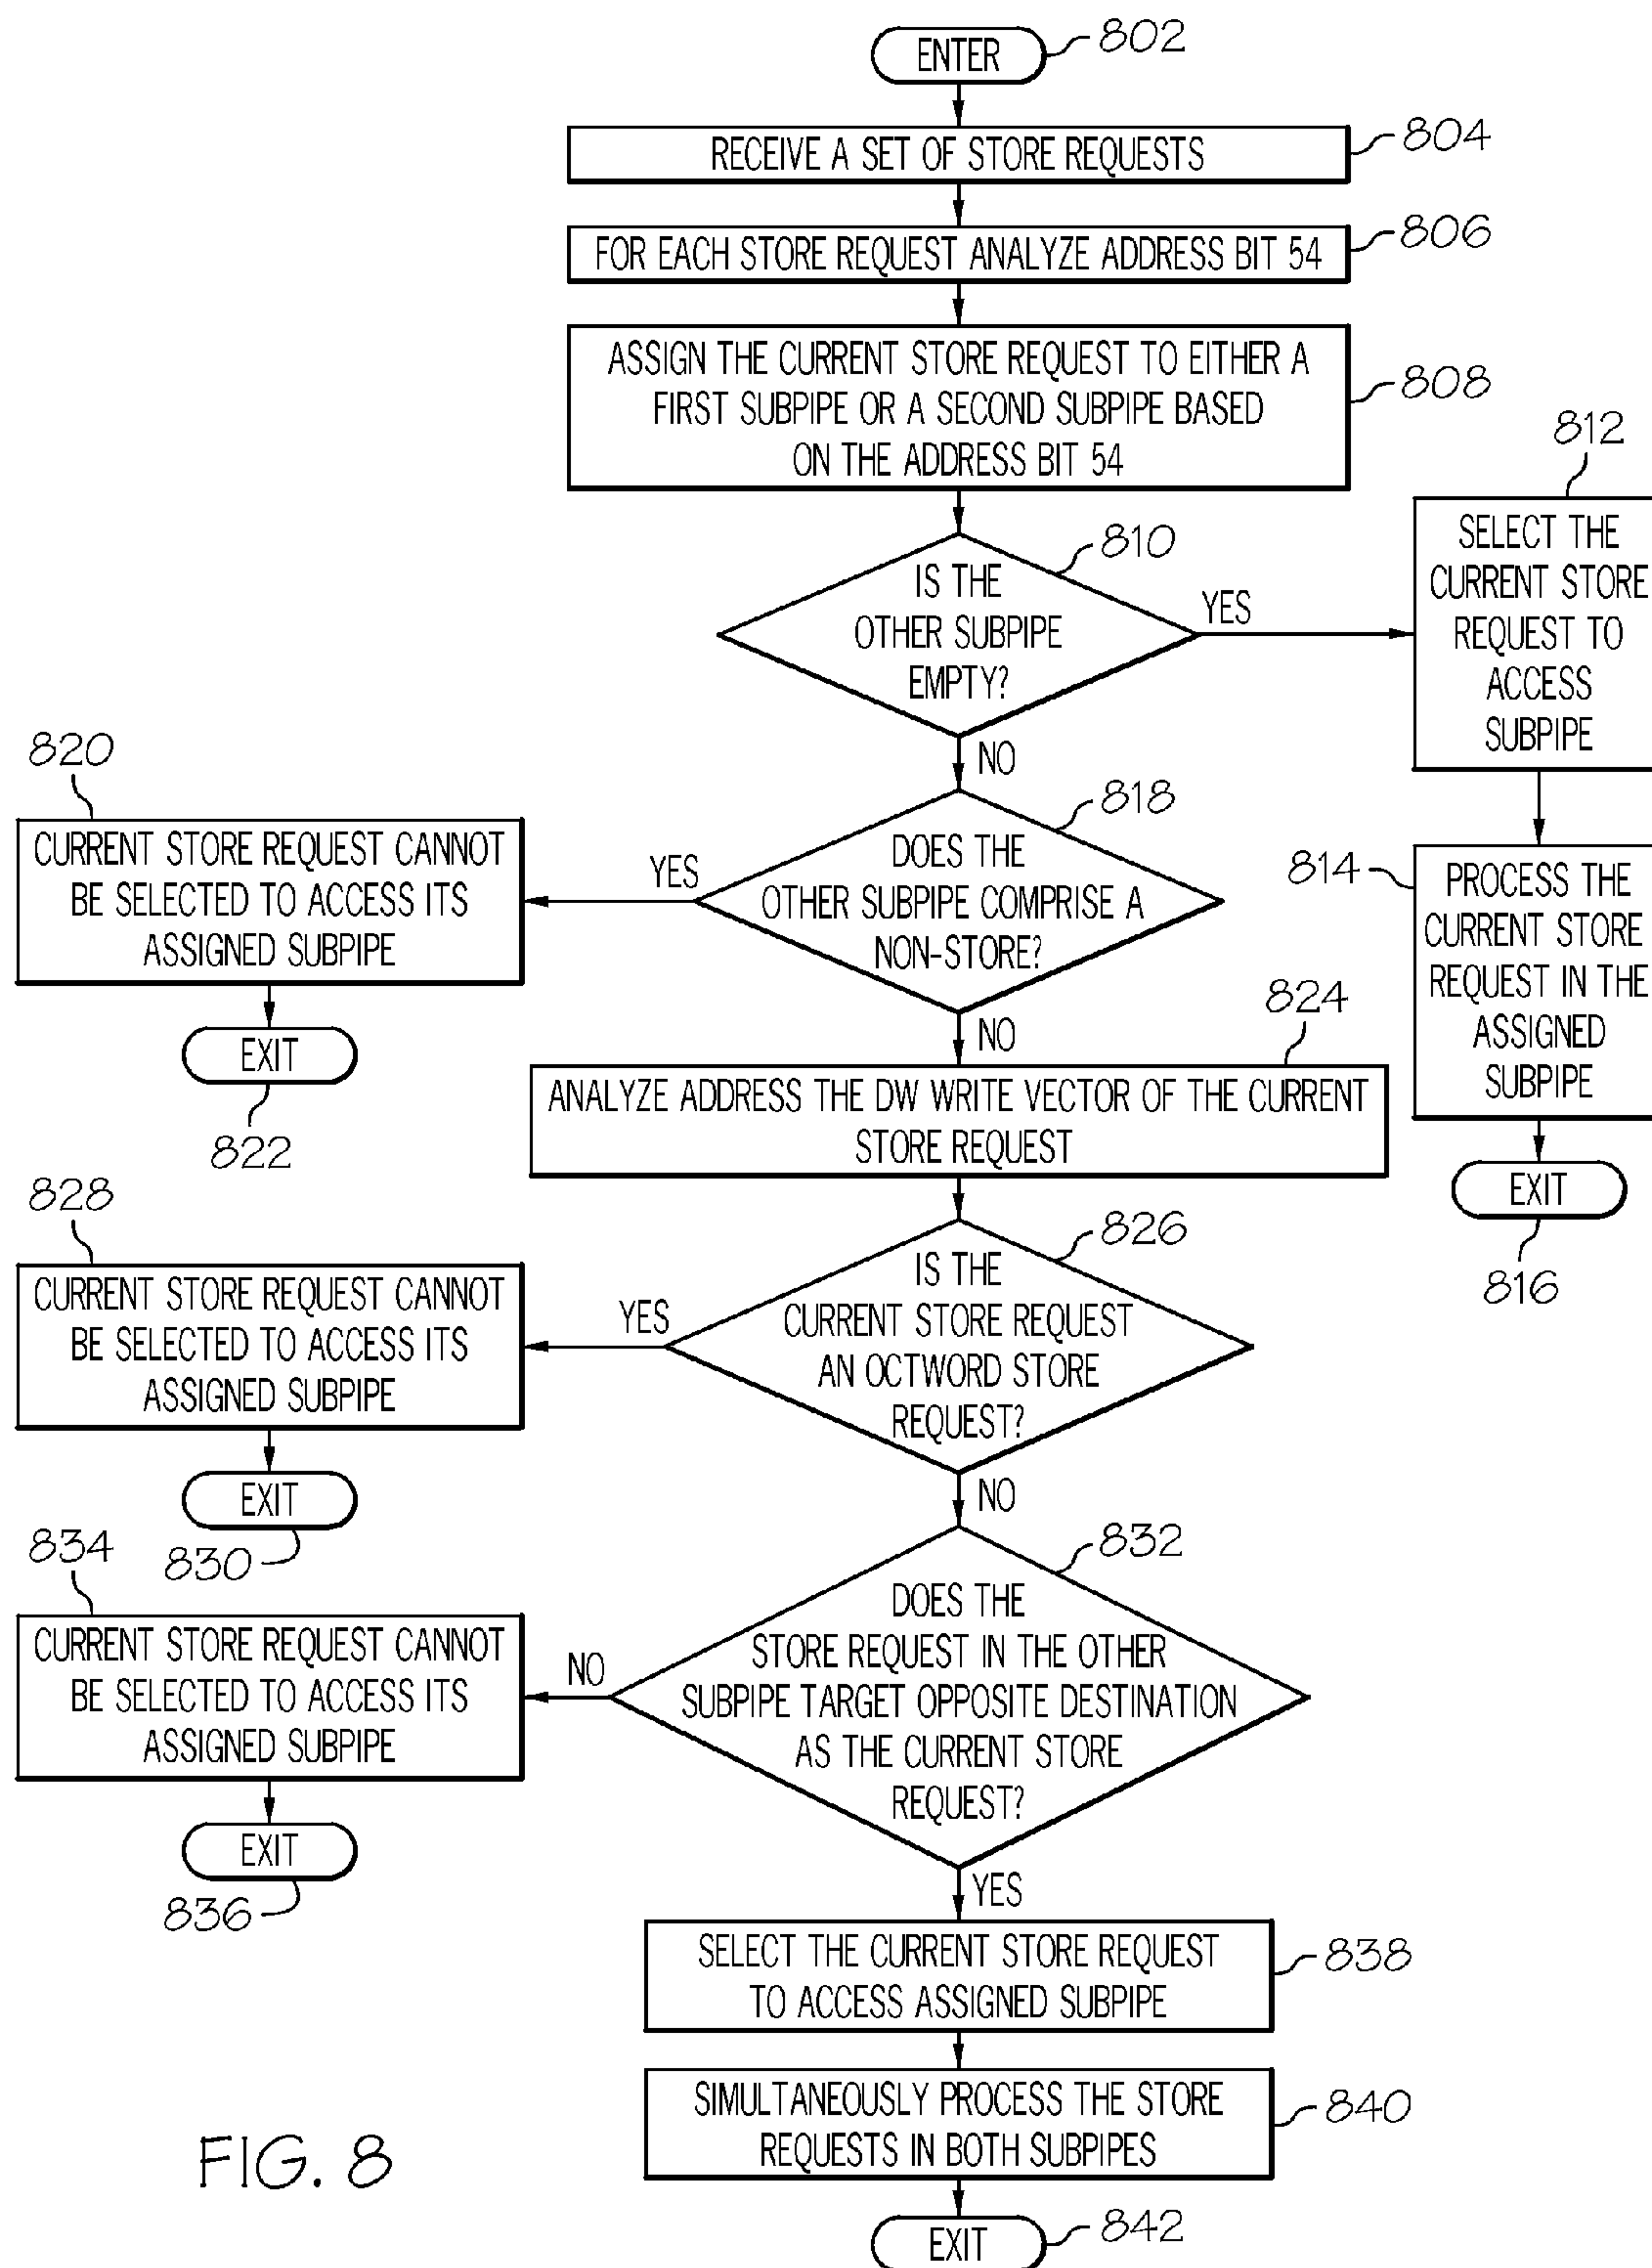 ENTER
802
RECEIVE A SET OF STORE REQUESTS
804
FOR EACH STORE REQUEST ANALYZE ADDRESS BIT 54
806
ASSIGN THE CURRENT STORE REQUEST TO EITHER A
FIRST SUBPIPE OR A SECOND SUBPIPE BASED
ON THE ADDRESS BIT 54
808
IS THE
OTHER SUBPIPE
EMPTY?
810
YES
NO
812
SELECT THE
CURRENT STORE
REQUEST TO
ACCESS
SUBPIPE
814
PROCESS THE
CURRENT STORE
REQUEST IN THE
ASSIGNED
SUBPIPE
EXIT
816
DOES THE
OTHER SUBPIPE COMPRISE A
NON-STORE?
818
YES
NO
820
CURRENT STORE REQUEST CANNOT
BE SELECTED TO ACCESS ITS
ASSIGNED SUBPIPE
EXIT
822
824
ANALYZE ADDRESS THE DW WRITE VECTOR OF THE CURRENT
STORE REQUEST
IS THE
CURRENT STORE REQUEST
AN OCTWORD STORE
REQUEST?
826
YES
NO
828
CURRENT STORE REQUEST CANNOT
BE SELECTED TO ACCESS ITS
ASSIGNED SUBPIPE
EXIT
830
DOES THE
STORE REQUEST IN THE OTHER
SUBPIPE TARGET OPPOSITE DESTINATION
AS THE CURRENT STORE
REQUEST?
832
NO
YES
834
CURRENT STORE REQUEST CANNOT
BE SELECTED TO ACCESS ITS
ASSIGNED SUBPIPE
EXIT
836
SELECT THE CURRENT STORE REQUEST
TO ACCESS ASSIGNED SUBPIPE
838
SIMULTANEOUSLY PROCESS THE STORE
REQUESTS IN BOTH SUBPIPES
840
EXIT
842
FIG. 8